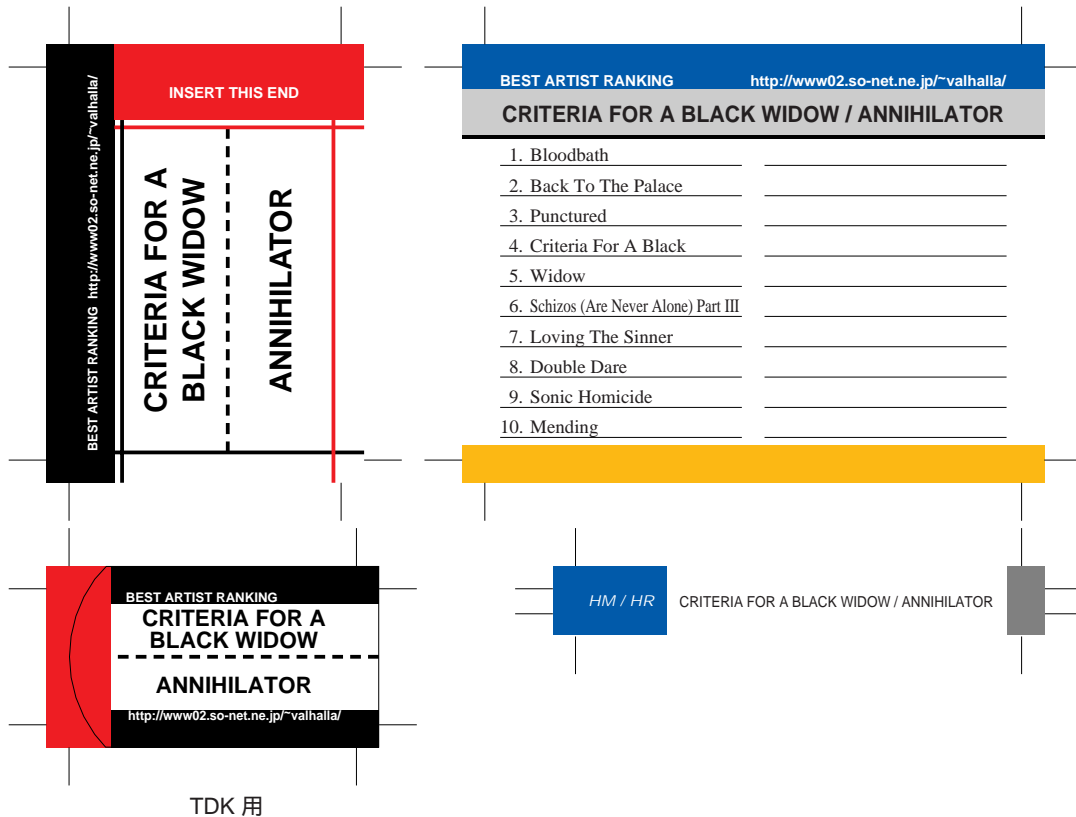 INSERT THIS END
BEST ARTIST RANKING http://www02.so-net.ne.jp/~valhalla/
CRITERIA FOR A
BLACK WIDOW
ANNIHILATOR
BEST ARTIST RANKING http://www02.so-net.ne.jp/~valhalla/
CRITERIA FOR A BLACK WIDOW / ANNIHILATOR
1. Bloodbath
2. Back To The Palace
3. Punctured
4. Criteria For A Black
5. Widow
6. Schizos (Are Never Alone) Part III
7. Loving The Sinner
8. Double Dare
9. Sonic Homicide
10. Mending
BEST ARTIST RANKING
CRITERIA FOR A
BLACK WIDOW
ANNIHILATOR
http://www02.so-net.ne.jp/~valhalla/
HM / HR
CRITERIA FOR A BLACK WIDOW / ANNIHILATOR
TDK 用